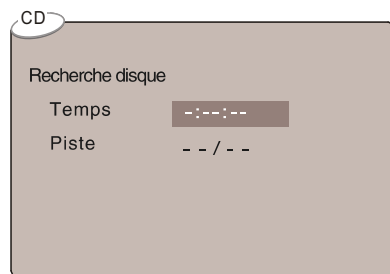 CD
Recherche disque
Temps -:--:--
Piste --/--